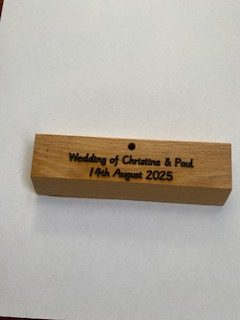 Wedding of Christine & Paul
14th August 2025